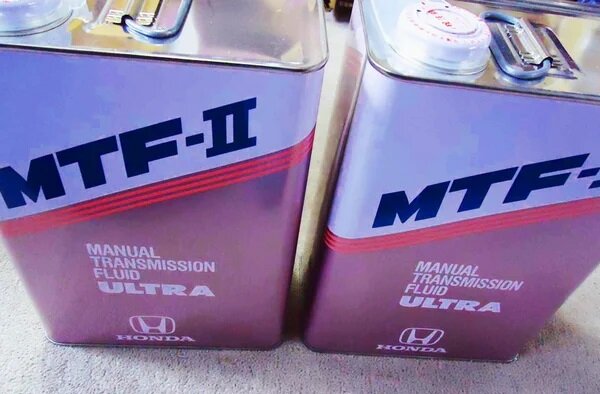 MTF-II
MANUAL
TRANSMISSION
FLUID
ULTRA
HONDA
MTF-
MANUAL
TRANSMISSION
FLUID
ULTRA
HONDA